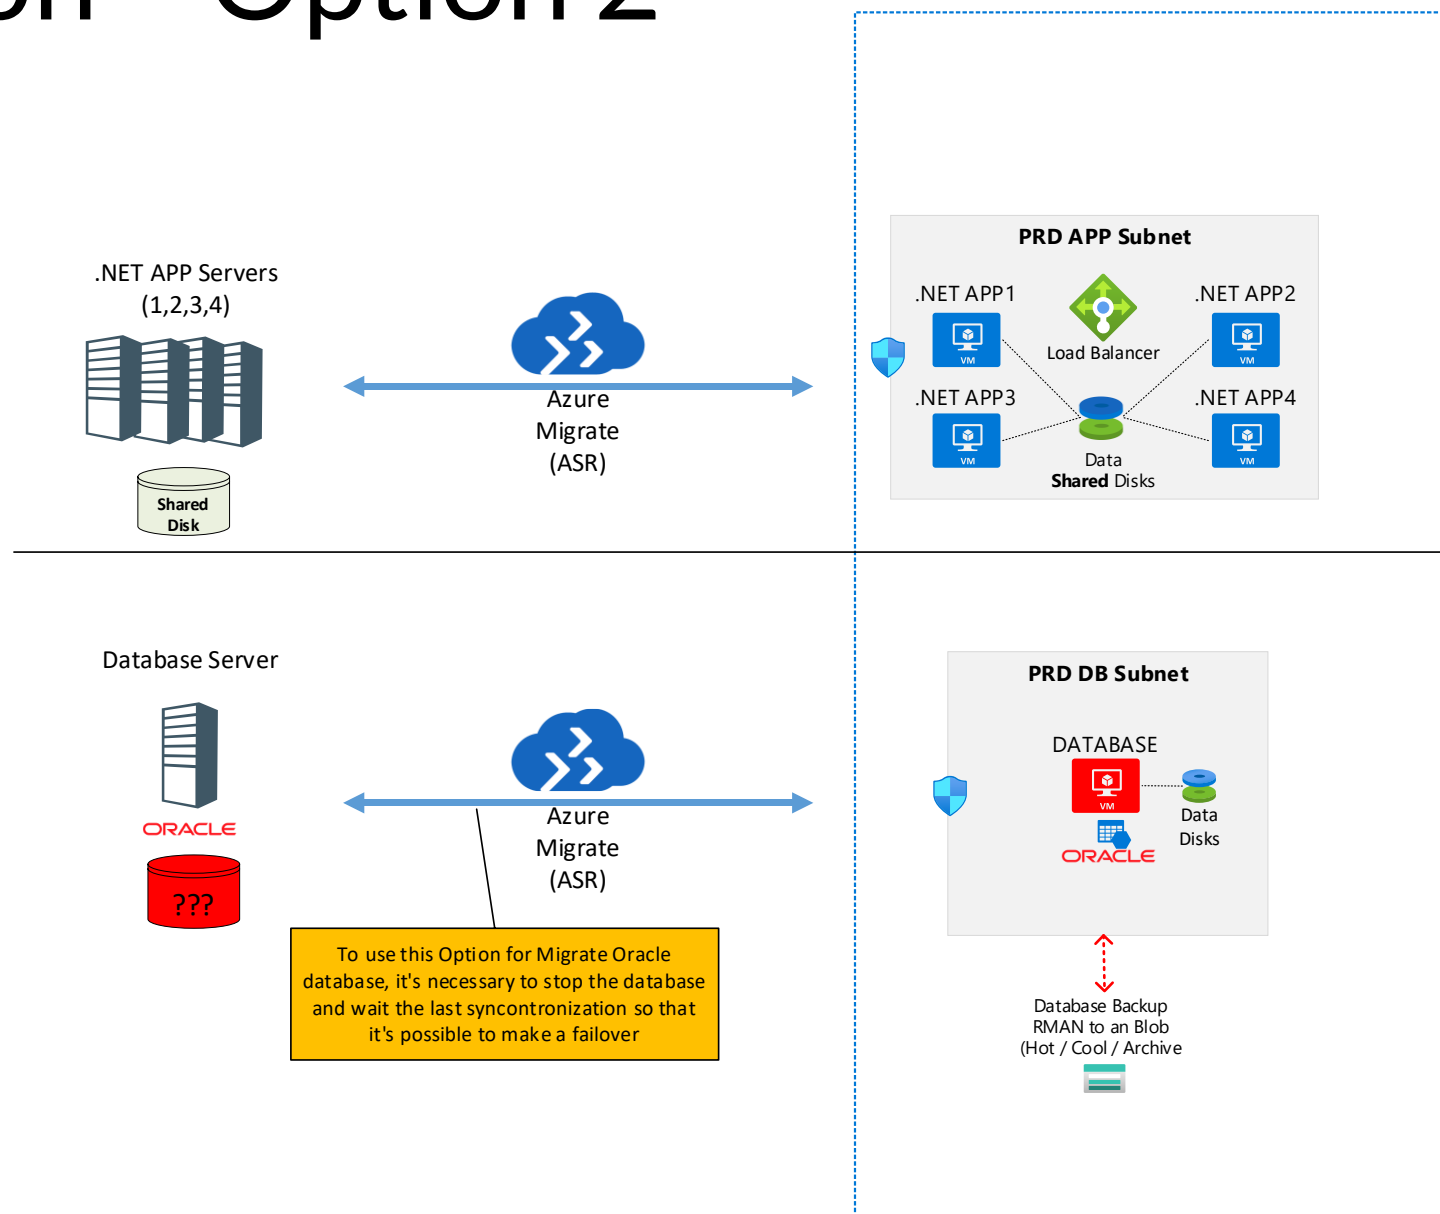 on - Option 2
.NET APP Servers
(1,2,3,4)
Shared
Disk
Azure
Migrate
(ASR)
PRD APP Subnet
.NET APP1
.NET APP2
VM
VM
Load Balancer
.NET APP3
.NET APP4
VM
VM
Data
Shared Disks
Database Server
ORACLE
???
Azure
Migrate
(ASR)
To use this Option for Migrate Oracle
database, it's necessary to stop the database
and wait the last syncontronization so that
it's possible to make a failover
PRD DB Subnet
DATABASE
VM
ORACLE
Data
Disks
Database Backup
RMAN to an Blob
(Hot / Cool / Archive